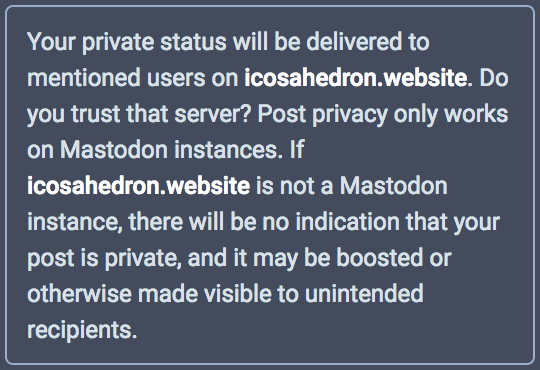 Your private status will be delivered to
mentioned users on icosahedron.website. Do
you trust that server? Post privacy only works
on Mastodon instances. If
icosahedron.website is not a Mastodon
instance, there will be no indication that your
post is private, and it may be boosted or
otherwise made visible to unintended
recipients.